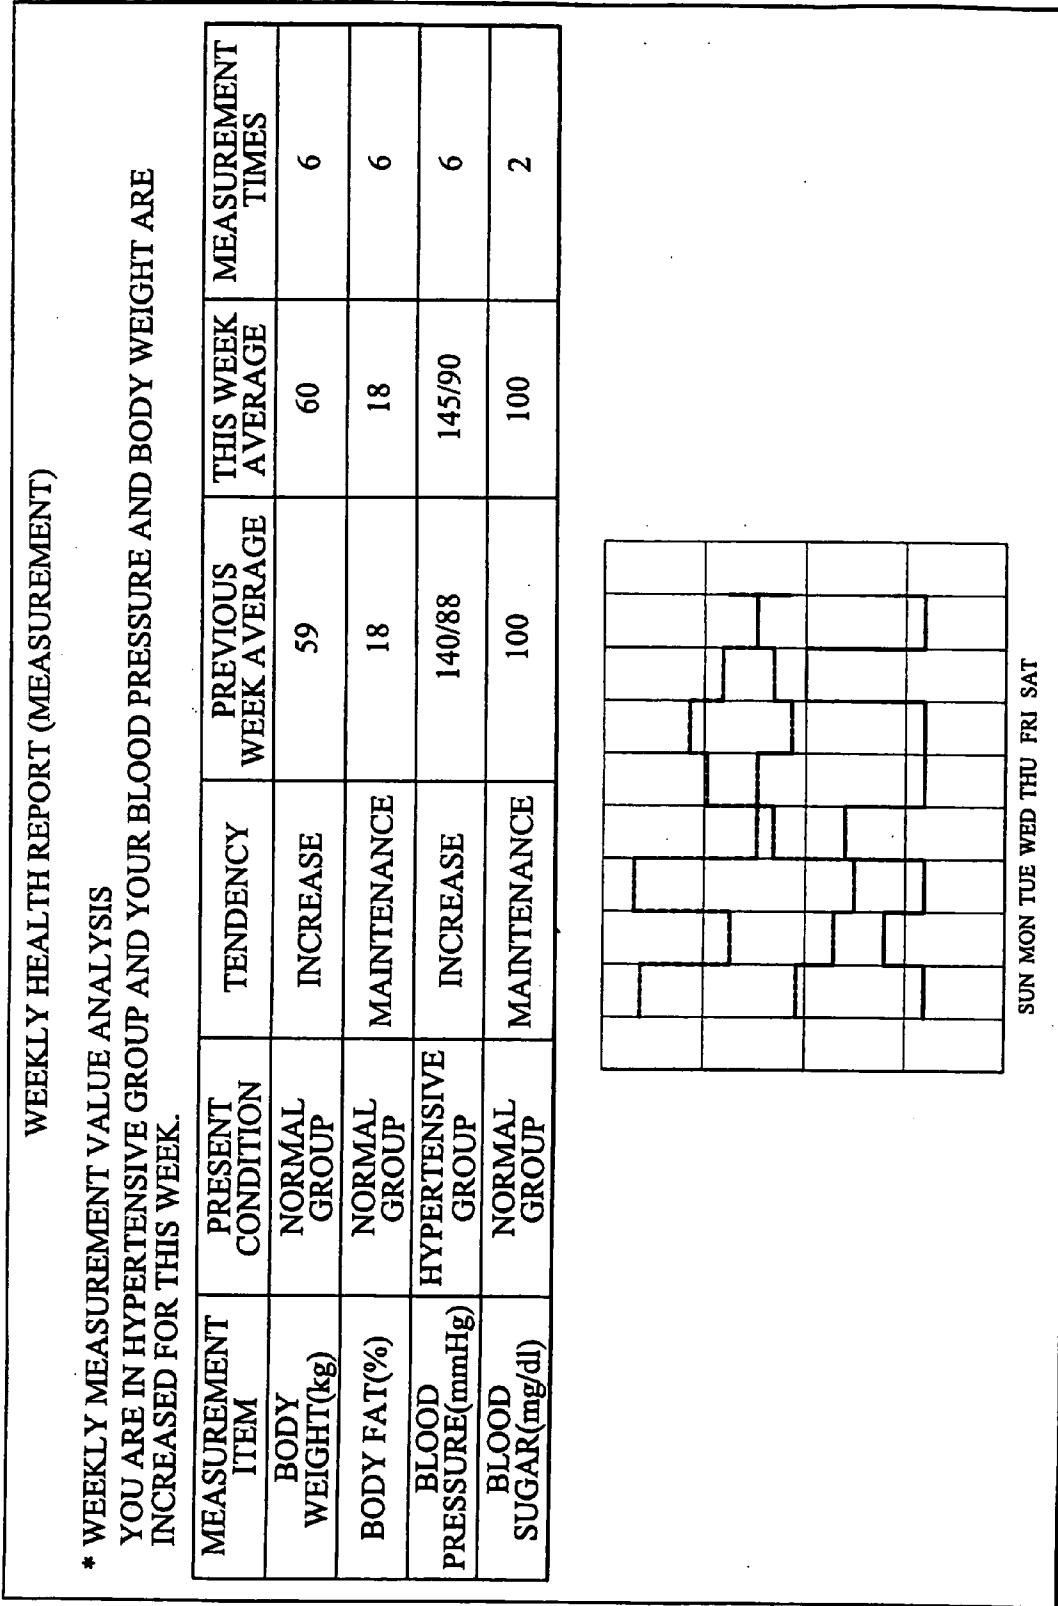 WEEKLY HEALTH REPORT (MEASUREMENT)
* WEEKLY MEASUREMENT VALUE ANALYSIS
YOU ARE IN HYPERTENSIVE GROUP AND YOUR BLOOD PRESSURE AND BODY WEIGHT ARE
INCREASED FOR THIS WEEK.
MEASUREMENT ITEM PRESENT CONDITION TENDENCY PREVIOUS WEEK AVERAGE THIS WEEK AVERAGE MEASUREMENT TIMES
BODY WEIGHT(kg) NORMAL GROUP INCREASE 59 60 6
BODY FAT(%) NORMAL GROUP MAINTENANCE 18 18 6
BLOOD PRESSURE(mmHg) HYPERTENSIVE GROUP INCREASE 140/88 145/90 6
BLOOD SUGAR(mg/dl) NORMAL GROUP MAINTENANCE 100 100 2
SUN MON TUE WED THU FRI SAT